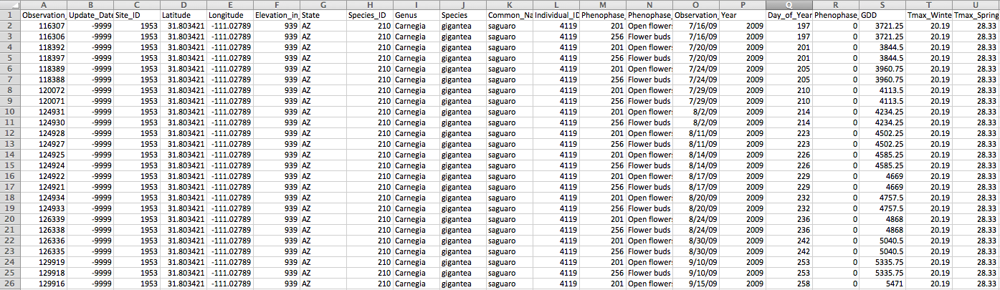 A B C D E F G H I J K L M N O P Q R S T U
1 Observation_ Update_Date Site_ID Latitude Longitude Elevation_in_ State Species_ID Genus Species Common_Na Individual_ID Phenophase_ Phenophase_ Observation_ Year Day_of_Year Phenophase_ GDD Tmax_Winte Tmax_Spring
2 116307 -9999 1953 31.803421 -111.02789 939 AZ 210 Carnegia gigantea saguaro 4119 201 Open flowers 7/16/09 2009 197 0 3721.25 20.19 28.33
3 116306 -9999 1953 31.803421 -111.02789 939 AZ 210 Carnegia gigantea saguaro 4119 256 Flower buds 7/16/09 2009 197 0 3721.25 20.19 28.33
4 118392 -9999 1953 31.803421 -111.02789 939 AZ 210 Carnegia gigantea saguaro 4119 201 Open flowers 7/20/09 2009 201 0 3844.5 20.19 28.33
5 118397 -9999 1953 31.803421 -111.02789 939 AZ 210 Carnegia gigantea saguaro 4119 256 Flower buds 7/20/09 2009 201 0 3844.5 20.19 28.33
6 118389 -9999 1953 31.803421 -111.02789 939 AZ 210 Carnegia gigantea saguaro 4119 201 Open flowers 7/24/09 2009 205 0 3960.75 20.19 28.33
7 118388 -9999 1953 31.803421 -111.02789 939 AZ 210 Carnegia gigantea saguaro 4119 256 Flower buds 7/24/09 2009 205 0 3960.75 20.19 28.33
8 120072 -9999 1953 31.803421 -111.02789 939 AZ 210 Carnegia gigantea saguaro 4119 201 Open flowers 7/29/09 2009 210 0 4113.5 20.19 28.33
9 120071 -9999 1953 31.803421 -111.02789 939 AZ 210 Carnegia gigantea saguaro 4119 256 Flower buds 7/29/09 2009 210 0 4113.5 20.19 28.33
10 124931 -9999 1953 31.803421 -111.02789 939 AZ 210 Carnegia gigantea saguaro 4119 201 Open flowers 8/2/09 2009 214 0 4234.25 20.19 28.33
11 124930 -9999 1953 31.803421 -111.02789 939 AZ 210 Carnegia gigantea saguaro 4119 256 Flower buds 8/2/09 2009 214 0 4234.25 20.19 28.33
12 124928 -9999 1953 31.803421 -111.02789 939 AZ 210 Carnegia gigantea saguaro 4119 201 Open flowers 8/11/09 2009 223 0 4502.25 20.19 28.33
13 124927 -9999 1953 31.803421 -111.02789 939 AZ 210 Carnegia gigantea saguaro 4119 256 Flower buds 8/11/09 2009 223 0 4502.25 20.19 28.33
14 124925 -9999 1953 31.803421 -111.02789 939 AZ 210 Carnegia gigantea saguaro 4119 201 Open flowers 8/14/09 2009 226 0 4585.25 20.19 28.33
15 124924 -9999 1953 31.803421 -111.02789 939 AZ 210 Carnegia gigantea saguaro 4119 256 Flower buds 8/14/09 2009 226 0 4585.25 20.19 28.33
16 124922 -9999 1953 31.803421 -111.02789 939 AZ 210 Carnegia gigantea saguaro 4119 201 Open flowers 8/17/09 2009 229 0 4669 20.19 28.33
17 124921 -9999 1953 31.803421 -111.02789 939 AZ 210 Carnegia gigantea saguaro 4119 256 Flower buds 8/17/09 2009 229 0 4669 20.19 28.33
18 124934 -9999 1953 31.803421 -111.02789 939 AZ 210 Carnegia gigantea saguaro 4119 201 Open flowers 8/20/09 2009 232 0 4757.5 20.19 28.33
19 124933 -9999 1953 31.803421 -111.02789 939 AZ 210 Carnegia gigantea saguaro 4119 256 Flower buds 8/20/09 2009 232 0 4757.5 20.19 28.33
20 126339 -9999 1953 31.803421 -111.02789 939 AZ 210 Carnegia gigantea saguaro 4119 201 Open flowers 8/24/09 2009 236 0 4868 20.19 28.33
21 126338 -9999 1953 31.803421 -111.02789 939 AZ 210 Carnegia gigantea saguaro 4119 256 Flower buds 8/24/09 2009 236 0 4868 20.19 28.33
22 126336 -9999 1953 31.803421 -111.02789 939 AZ 210 Carnegia gigantea saguaro 4119 201 Open flowers 8/30/09 2009 242 0 5040.5 20.19 28.33
23 126335 -9999 1953 31.803421 -111.02789 939 AZ 210 Carnegia gigantea saguaro 4119 256 Flower buds 8/30/09 2009 242 0 5040.5 20.19 28.33
24 129919 -9999 1953 31.803421 -111.02789 939 AZ 210 Carnegia gigantea saguaro 4119 201 Open flowers 9/10/09 2009 253 0 5335.75 20.19 28.33
25 129918 -9999 1953 31.803421 -111.02789 939 AZ 210 Carnegia gigantea saguaro 4119 256 Flower buds 9/10/09 2009 253 0 5335.75 20.19 28.33
26 129916 -9999 1953 31.803421 -111.02789 939 AZ 210 Carnegia gigantea saguaro 4119 201 Open flowers 9/15/09 2009 258 0 5471 20.19 28.33